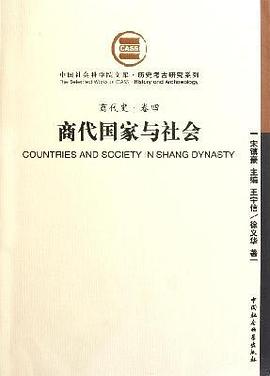 CASS
中国社会科学院文库·历史考古研究系列
The Selected Works of CASS · History and Archaeology
商代史·卷四
商代国家与社会
COUNTRIES AND SOCIETY IN SHANG DYNASTY
宋镇豪 主编 王宇信/徐义华 著
中国社会科学出版社